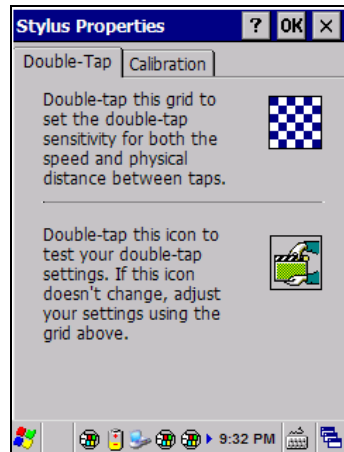 Stylus Properties ? OK ×
Double-Tap Calibration
Double-tap this grid to
set the double-tap
sensitivity for both the
speed and physical
distance between taps.
Double-tap this icon to
test your double-tap
settings. If this icon
doesn't change, adjust
your settings using the
grid above.
9:32 PM